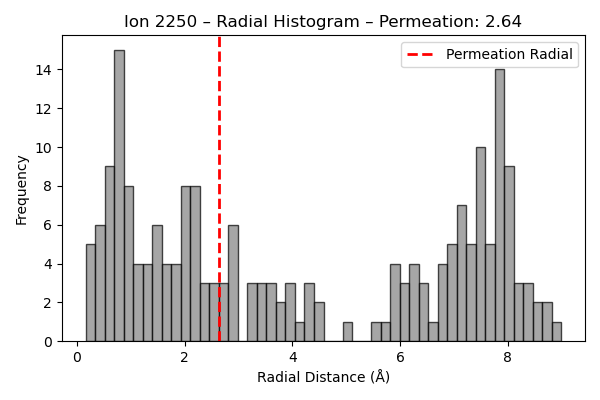 Ion 2250 – Radial Histogram – Permeation: 2.64
Permeation Radial
Frequency
14
12
10
8
6
4
2
0
0 2 4 6 8
Radial Distance (Å)